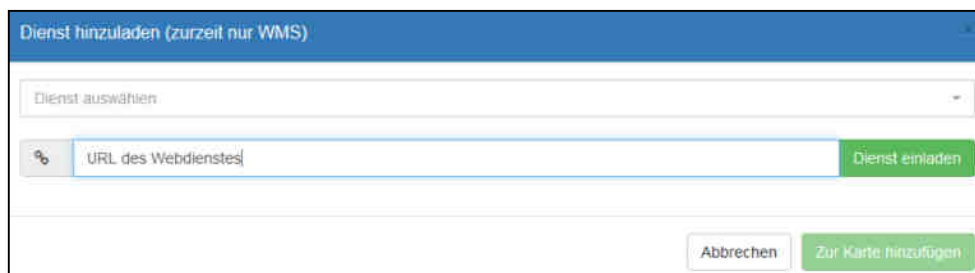 Dienst hinzuladen (zurzeit nur WMS)
Dienst auswählen
URL des Webdienstes
Dienst einladen
Abbrechen
Zur Karte hinzufügen